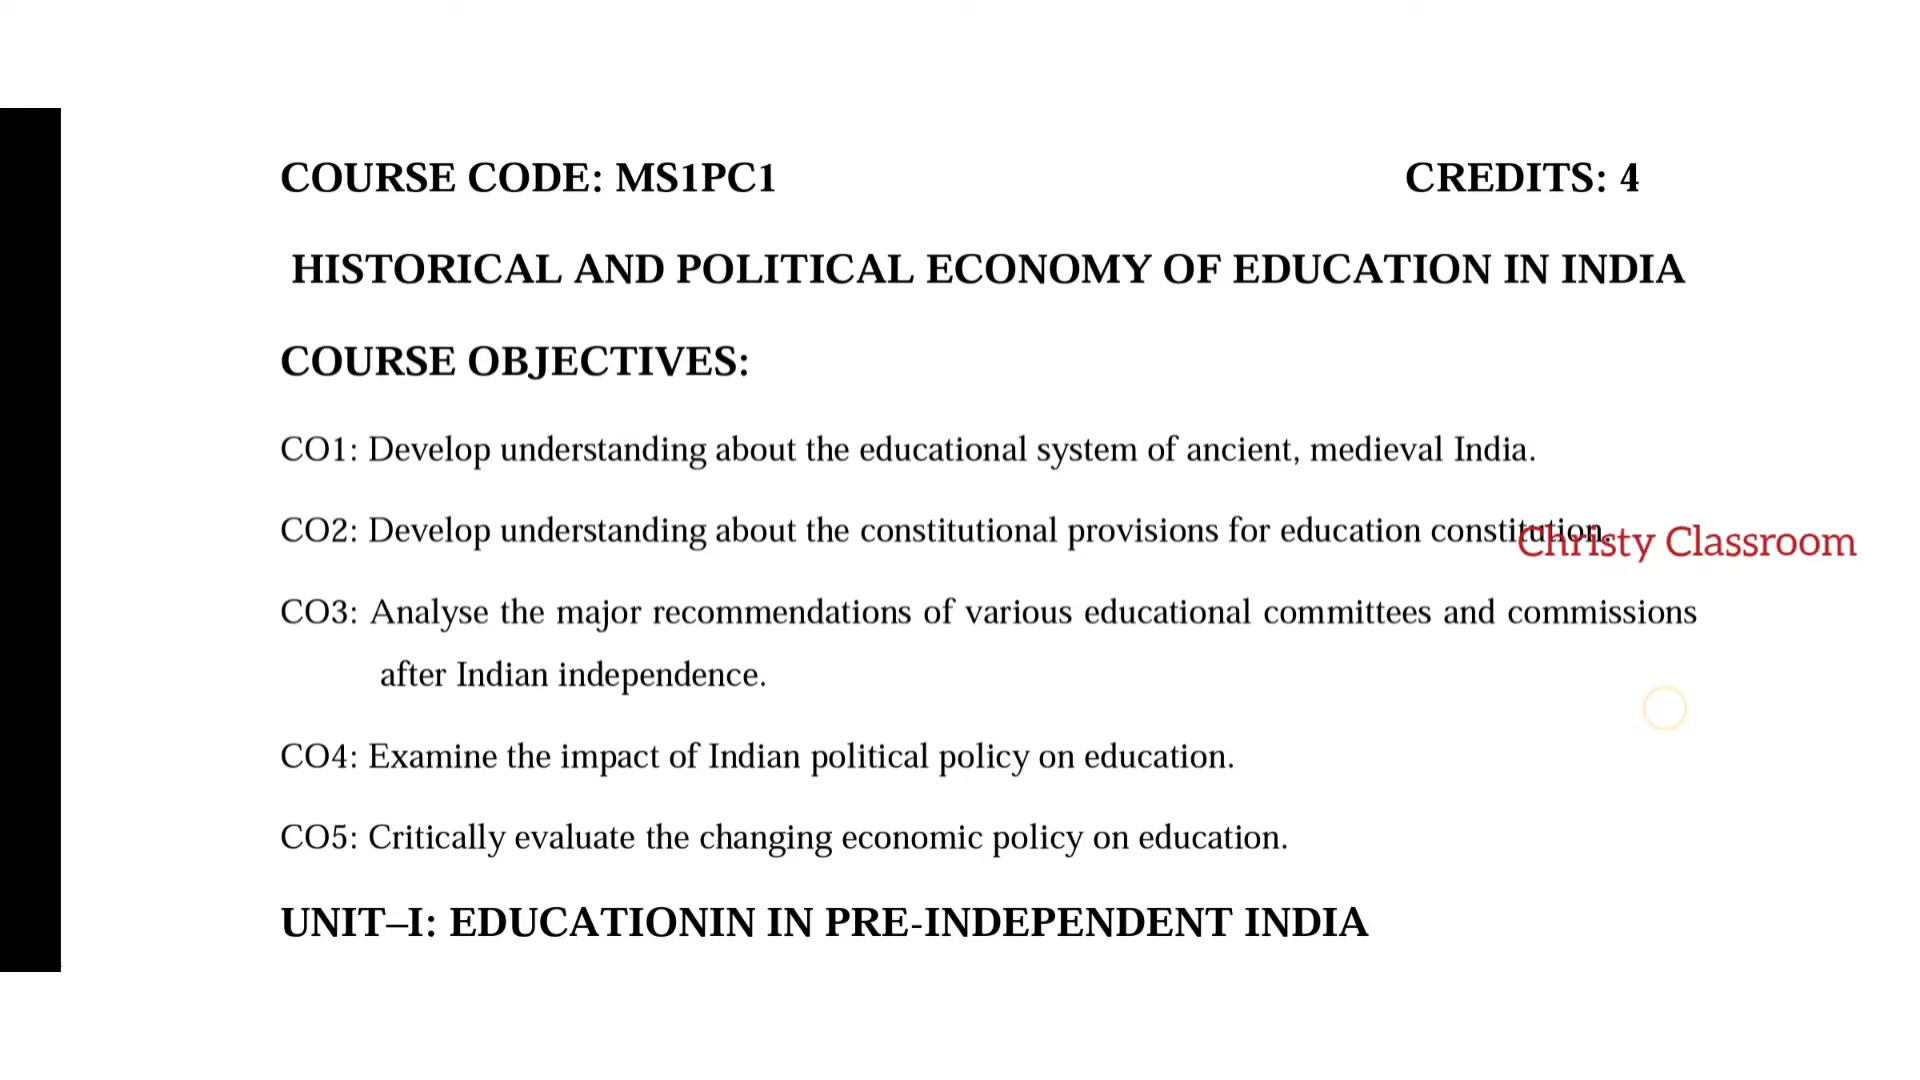 COURSE CODE: MS1PC1 CREDITS: 4
HISTORICAL AND POLITICAL ECONOMY OF EDUCATION IN INDIA
COURSE OBJECTIVES:
CO1: Develop understanding about the educational system of ancient, medieval India.
CO2: Develop understanding about the constitutional provisions for education constitution.
Christy Classroom
CO3: Analyse the major recommendations of various educational committees and commissions
after Indian independence.
CO4: Examine the impact of Indian political policy on education.
CO5: Critically evaluate the changing economic policy on education.
UNIT–I: EDUCATIONIN IN PRE-INDEPENDENT INDIA